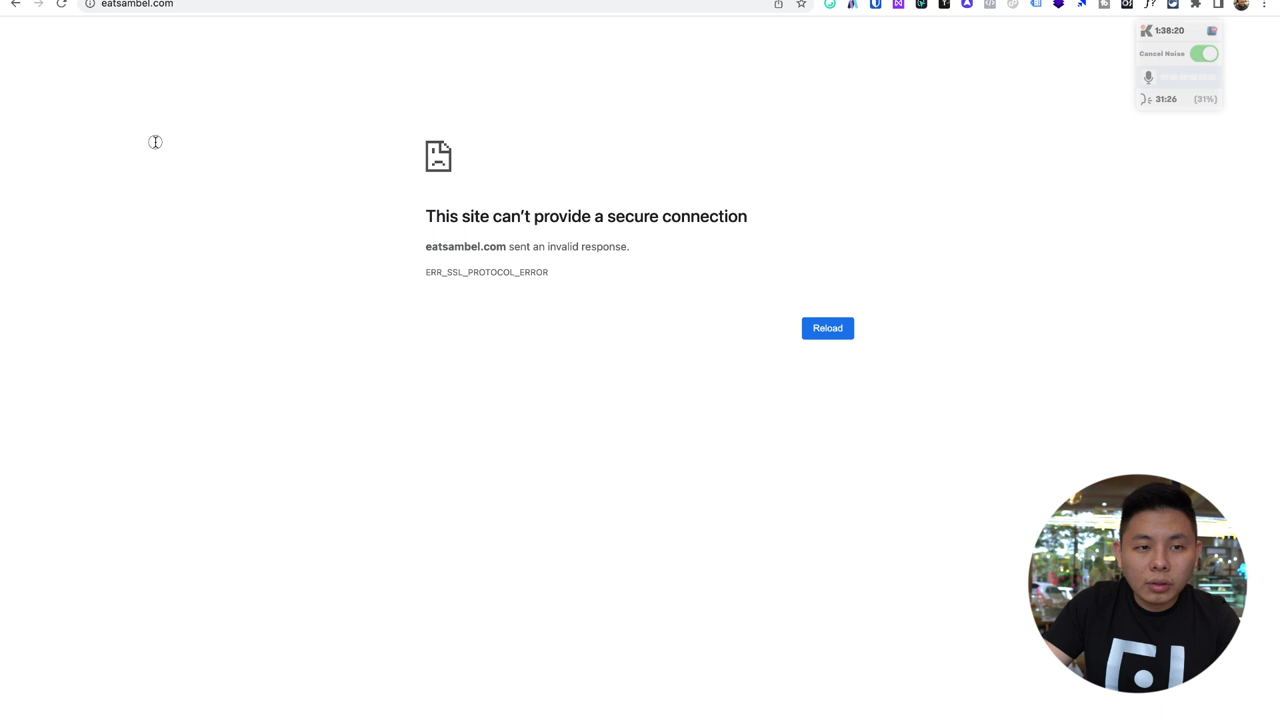 eatsambel.com
1:38:20
Cancel Noise
31:26 (31%)
This site can't provide a secure connection
eatsambel.com sent an invalid response.
ERR_SSL_PROTOCOL_ERROR
Reload